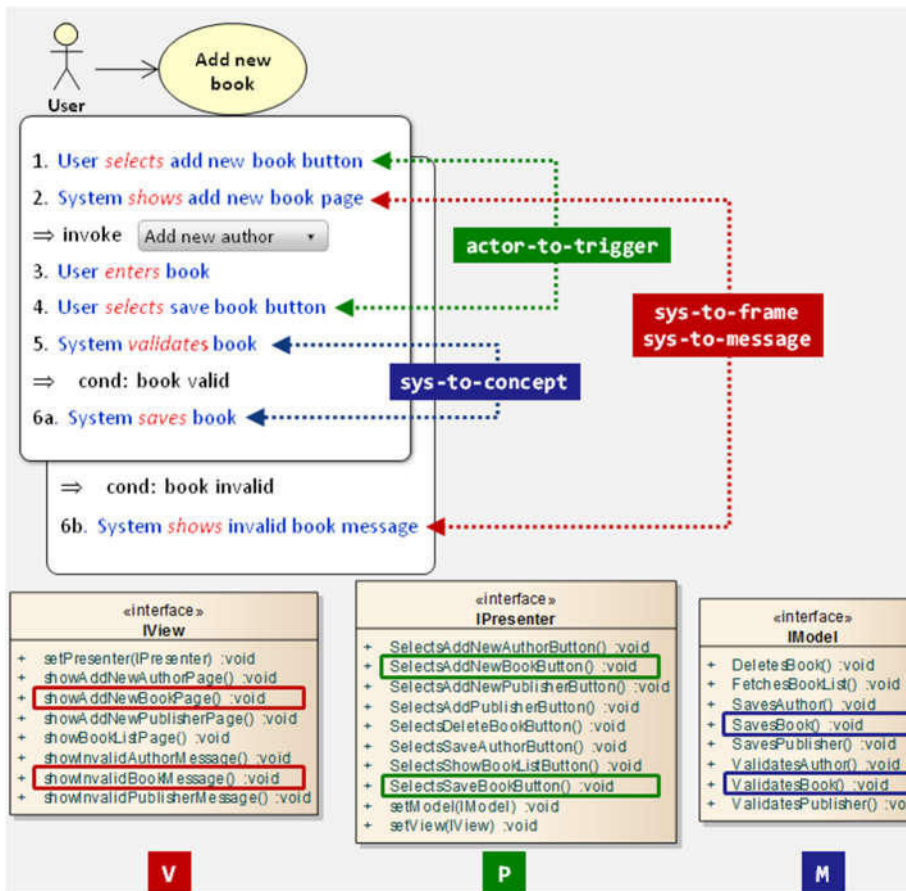 Add new
book
User
1. User selects add new book button
2. System shows add new book page
⇒ invoke Add new author
actor-to-trigger
3. User enters book
4. User selects save book button
sys-to-frame
sys-to-message
5. System validates book
⇒ cond: book valid
sys-to-concept
6a. System saves book
⇒ cond: book invalid
6b. System shows invalid book message
«interface»
IView
+ setPresenter(IPresenter) :void
+ showAddNewAuthorPage() :void
+ showAddNewBookPage() :void
+ showAddNewPublisherPage() :void
+ showBookListPage() :void
+ showInvalidAuthorMessage() :void
+ showInvalidBookMessage() :void
+ showInvalidPublisherMessage() :void
«interface»
IPresenter
+ SelectsAddNewAuthorButton() :void
+ SelectsAddNewBookButton() :void
+ SelectsAddNewPublisherButton() :void
+ SelectsAddPublisherButton() :void
+ SelectsDeleteBookButton() :void
+ SelectsSaveAuthorButton() :void
+ SelectsShowBookListButton() :void
+ SelectsSaveBookButton() :void
+ setModel(IModel) :void
+ setView(IView) :void
«interface»
IModel
+ DeletesBook() :void
+ FetchesBookList() :void
+ SavesAuthor() :void
+ SavesBook() :void
+ SavesPublisher() :void
+ ValidatesAuthor() :void
+ ValidatesBook() :void
+ ValidatesPublisher() :vo
V
P
M